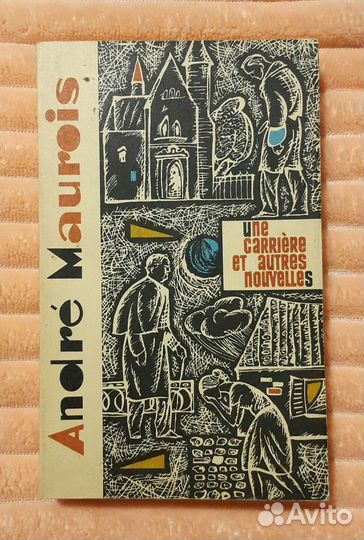 André Maurois
une
carrière
et autres
nouvelles
Avito